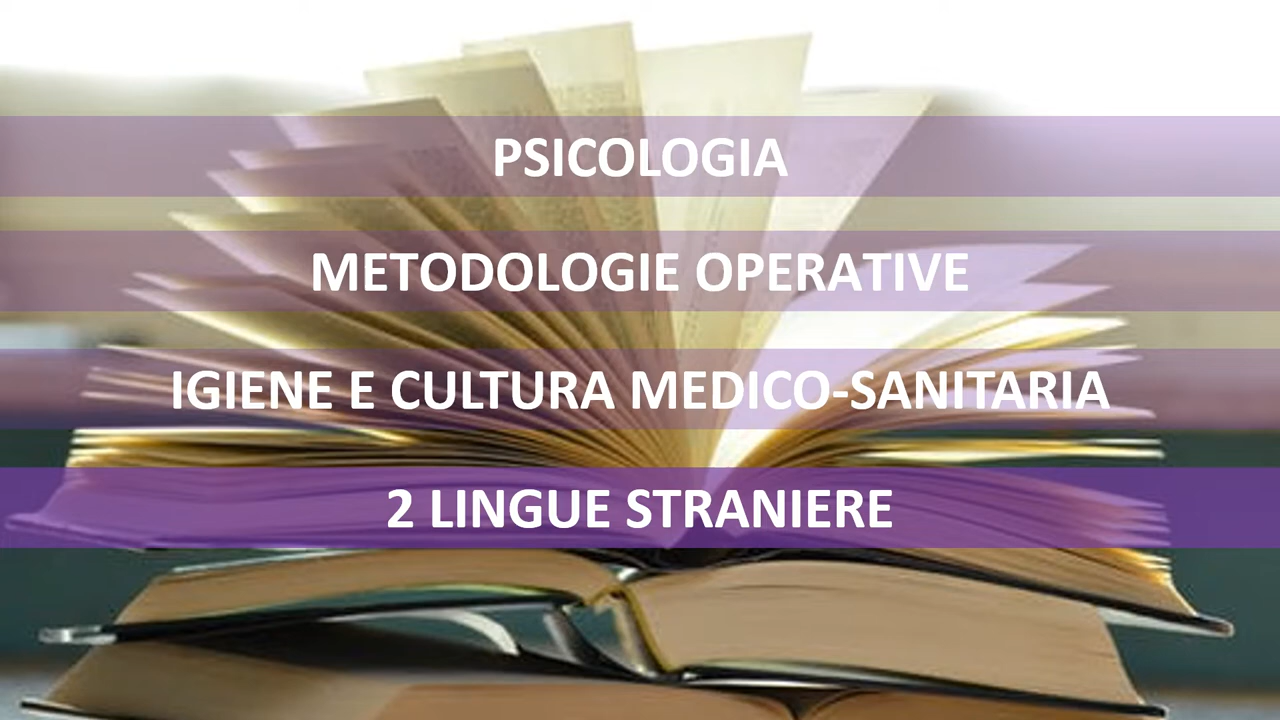 PSICOLOGIA
METODOLOGIE OPERATIVE
IGIENE E CULTURA MEDICO-SANITARIA
2 LINGUE STRANIERE